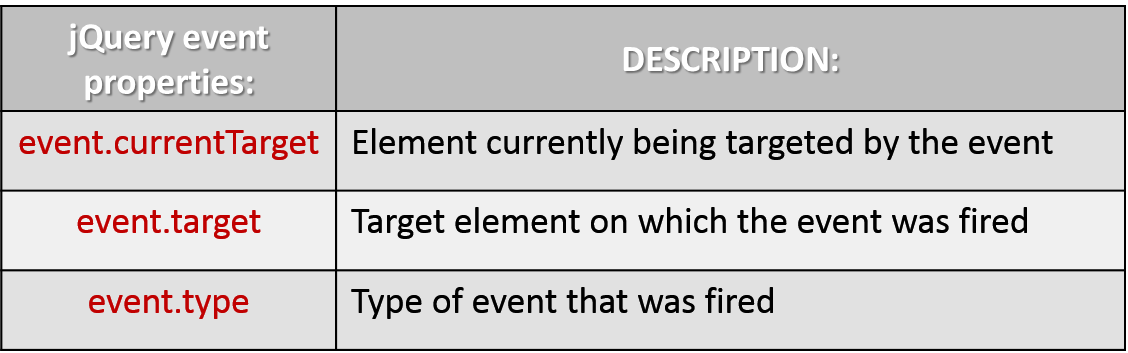 jQuery event
properties:
DESCRIPTION:
event.currentTarget
Element currently being targeted by the event
event.target
Target element on which the event was fired
event.type
Type of event that was fired